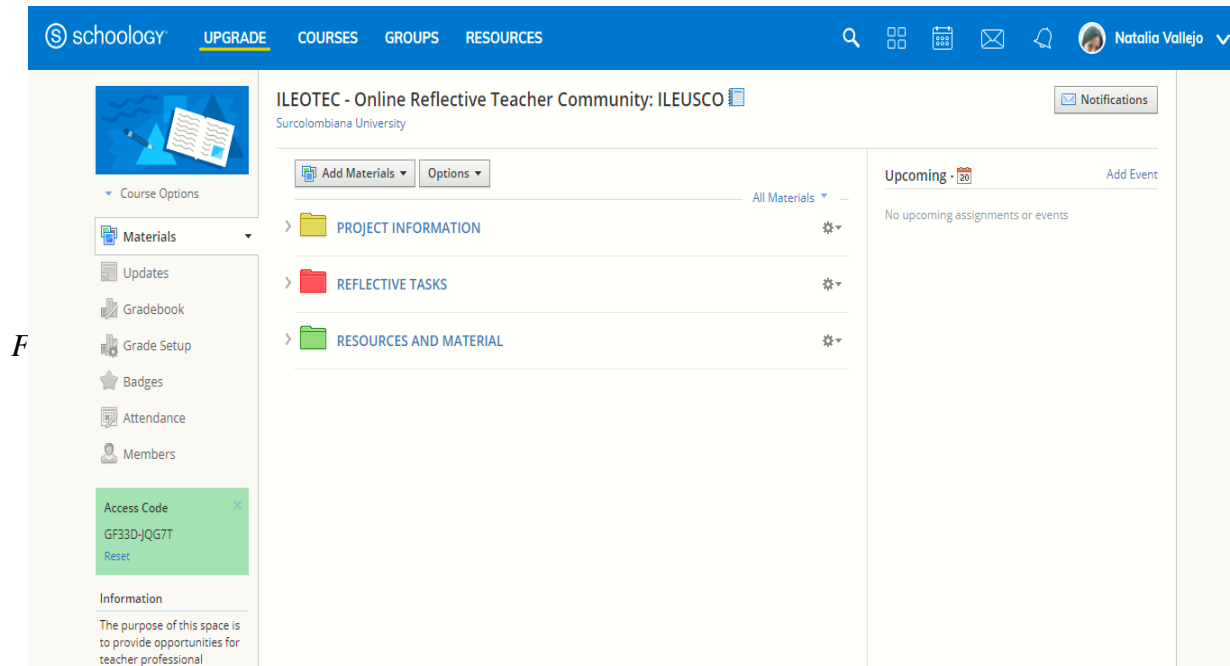 schoology UPGRADE COURSES GROUPS RESOURCES Natalia Vallejo
ILEOTEC - Online Reflective Teacher Community: ILEUSCO
Surcolombiana University
Notifications
Course Options
Materials
Updates
Gradebook
Grade Setup
Badges
Attendance
Members
Access Code
GF33D-JQG7T
Reset
Information
The purpose of this space is
to provide opportunities for
teacher professional
Add Materials Options
All Materials
PROJECT INFORMATION
REFLECTIVE TASKS
RESOURCES AND MATERIAL
Upcoming · 20 Add Event
No upcoming assignments or events
F